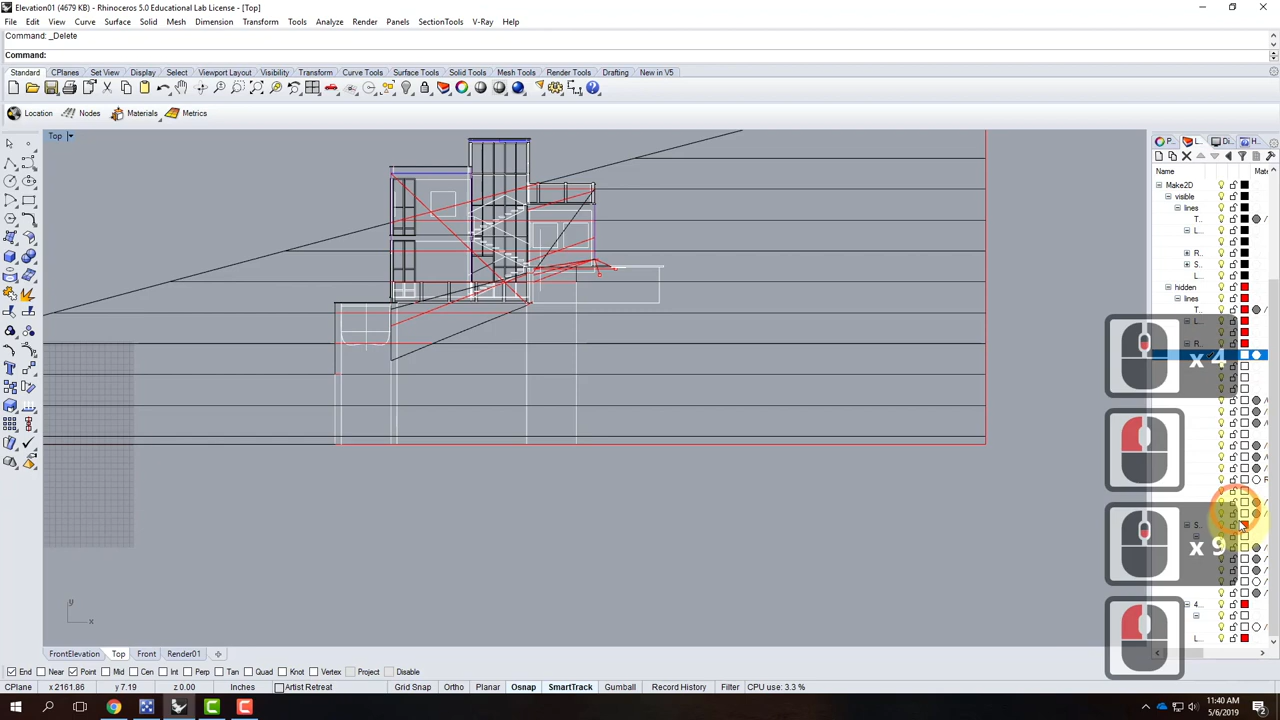 Elevation01 (4679 KB) - Rhinoceros 5.0 Educational Lab License - [Top]
File Edit View Curve Surface Solid Mesh Dimension Transform Tools Analyze Render Panels SectionTools V-Ray Help
Command: _Delete
Command:
Standard CPlanes Set View Display Select Viewport Layout Visibility Transform Curve Tools Surface Tools Solid Tools Mesh Tools Render Tools Drafting New in V5
Location Nodes Materials Metrics
Top
P... L... Di... H...
Name Mate
Make2D
visible
lines
T..
L...
R..
S..
L...
hidden
lines
T..
L...
R..
x 4
S..
x 9
4...
L...
y
x
FrontElevation Top Front Render01
End Near Point Mid Cen Int Perp Tan Quad Knot Vertex Project Disable
CPlane x 2161.86 y 7.19 z 0.00 Inches Artist Retreat Grid Snap Ortho Planar Osnap SmartTrack Gumball Record History Filter CPU use: 3.3 %
11:40 AM
5/6/2019